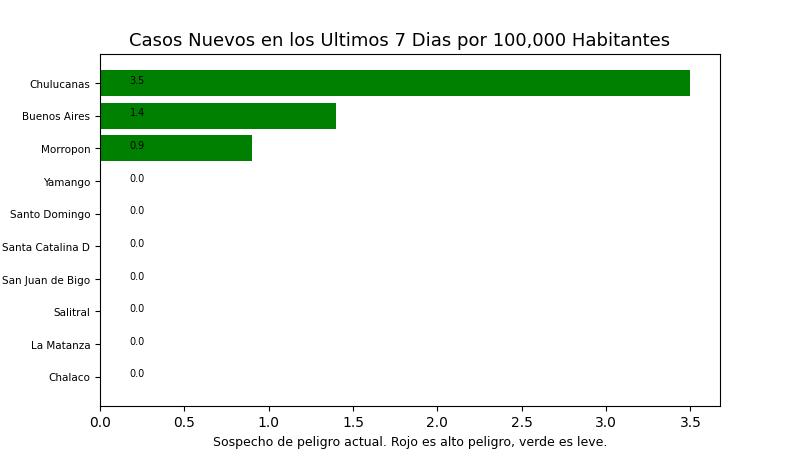 Casos Nuevos en los Ultimos 7 Dias por 100,000 Habitantes
Chulucanas 3.5
Buenos Aires 1.4
Morropon 0.9
Yamango 0.0
Santo Domingo 0.0
Santa Catalina D 0.0
San Juan de Bigo 0.0
Salitral 0.0
La Matanza 0.0
Chalaco 0.0
0.0 0.5 1.0 1.5 2.0 2.5 3.0 3.5
Sospecho de peligro actual. Rojo es alto peligro, verde es leve.